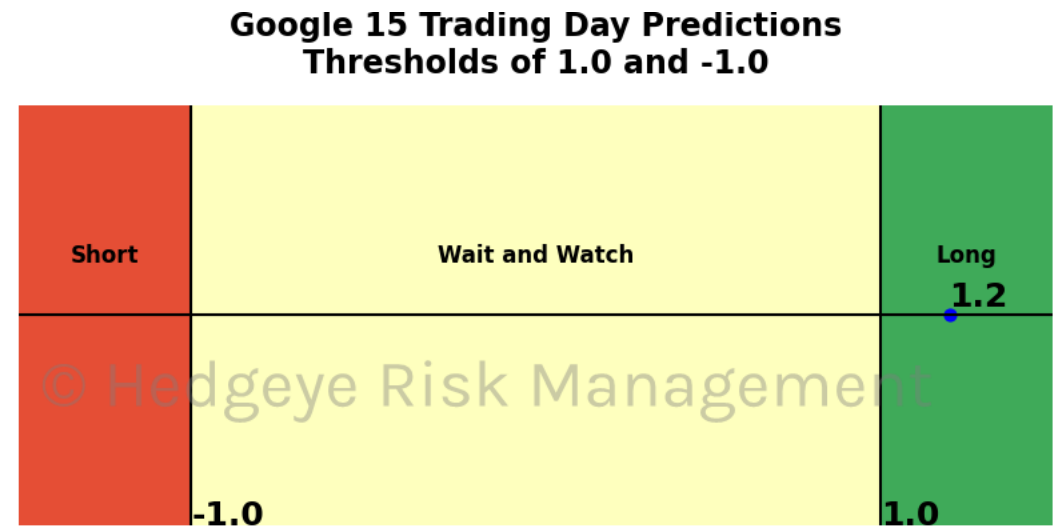 Google 15 Trading Day Predictions
Thresholds of 1.0 and -1.0
Short
Wait and Watch
Long
1.2
© Hedgeye Risk Management
-1.0
1.0